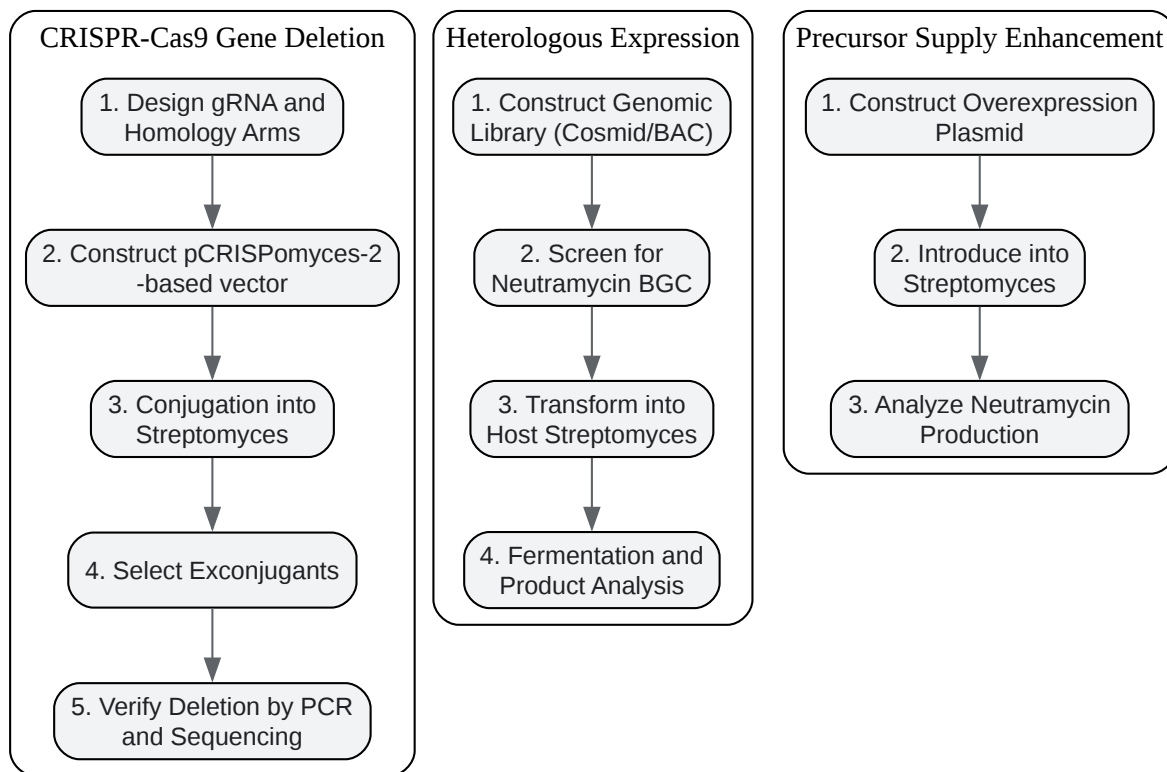 CRISPR-Cas9 Gene Deletion
1. Design gRNA and
Homology Arms
2. Construct pCRISPomyces-2
-based vector
3. Conjugation into
Streptomyces
4. Select Exconjugants
5. Verify Deletion by PCR
and Sequencing
Heterologous Expression
1. Construct Genomic
Library (Cosmid/BAC)
2. Screen for
Neutramycin BGC
3. Transform into
Host Streptomyces
4. Fermentation and
Product Analysis
Precursor Supply Enhancement
1. Construct Overexpression
Plasmid
2. Introduce into
Streptomyces
3. Analyze Neutramycin
Production